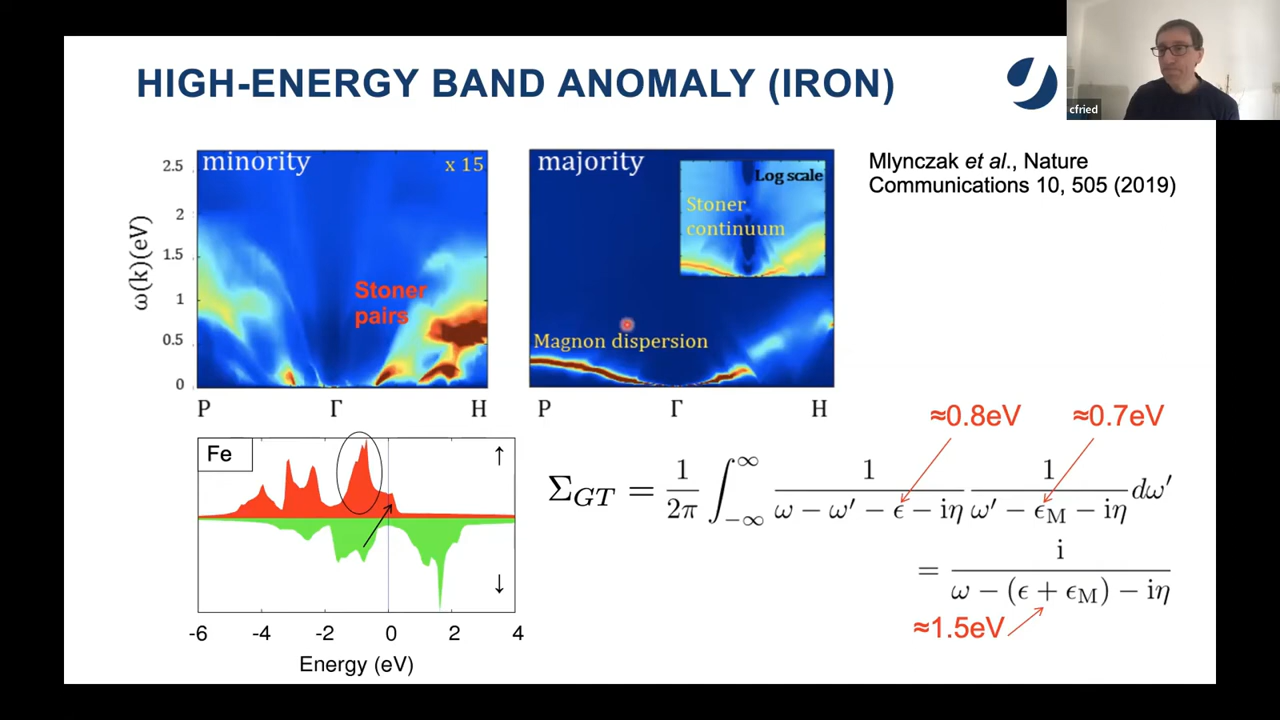 HIGH-ENERGY BAND ANOMALY (IRON)
cfried
Mlynczak et al., Nature
Communications 10, 505 (2019)
minority
x 15
Stoner
pairs
ω(k)(eV)
2.5
2
1.5
1
0.5
0
P Γ H
majority
Log scale
Stoner
continuum
Magnon dispersion
P Γ H
Fe
↑
↓
-6 -4 -2 0 2 4
Energy (eV)
≈0.8eV ≈0.7eV
Σ_GT = 1/2π ∫_{-∞}^{∞} 1/(ω − ω′ − ϵ − iη) 1/(ω′ − ϵ_M − iη) dω′
= i/(ω − (ϵ + ϵ_M) − iη)
≈1.5eV